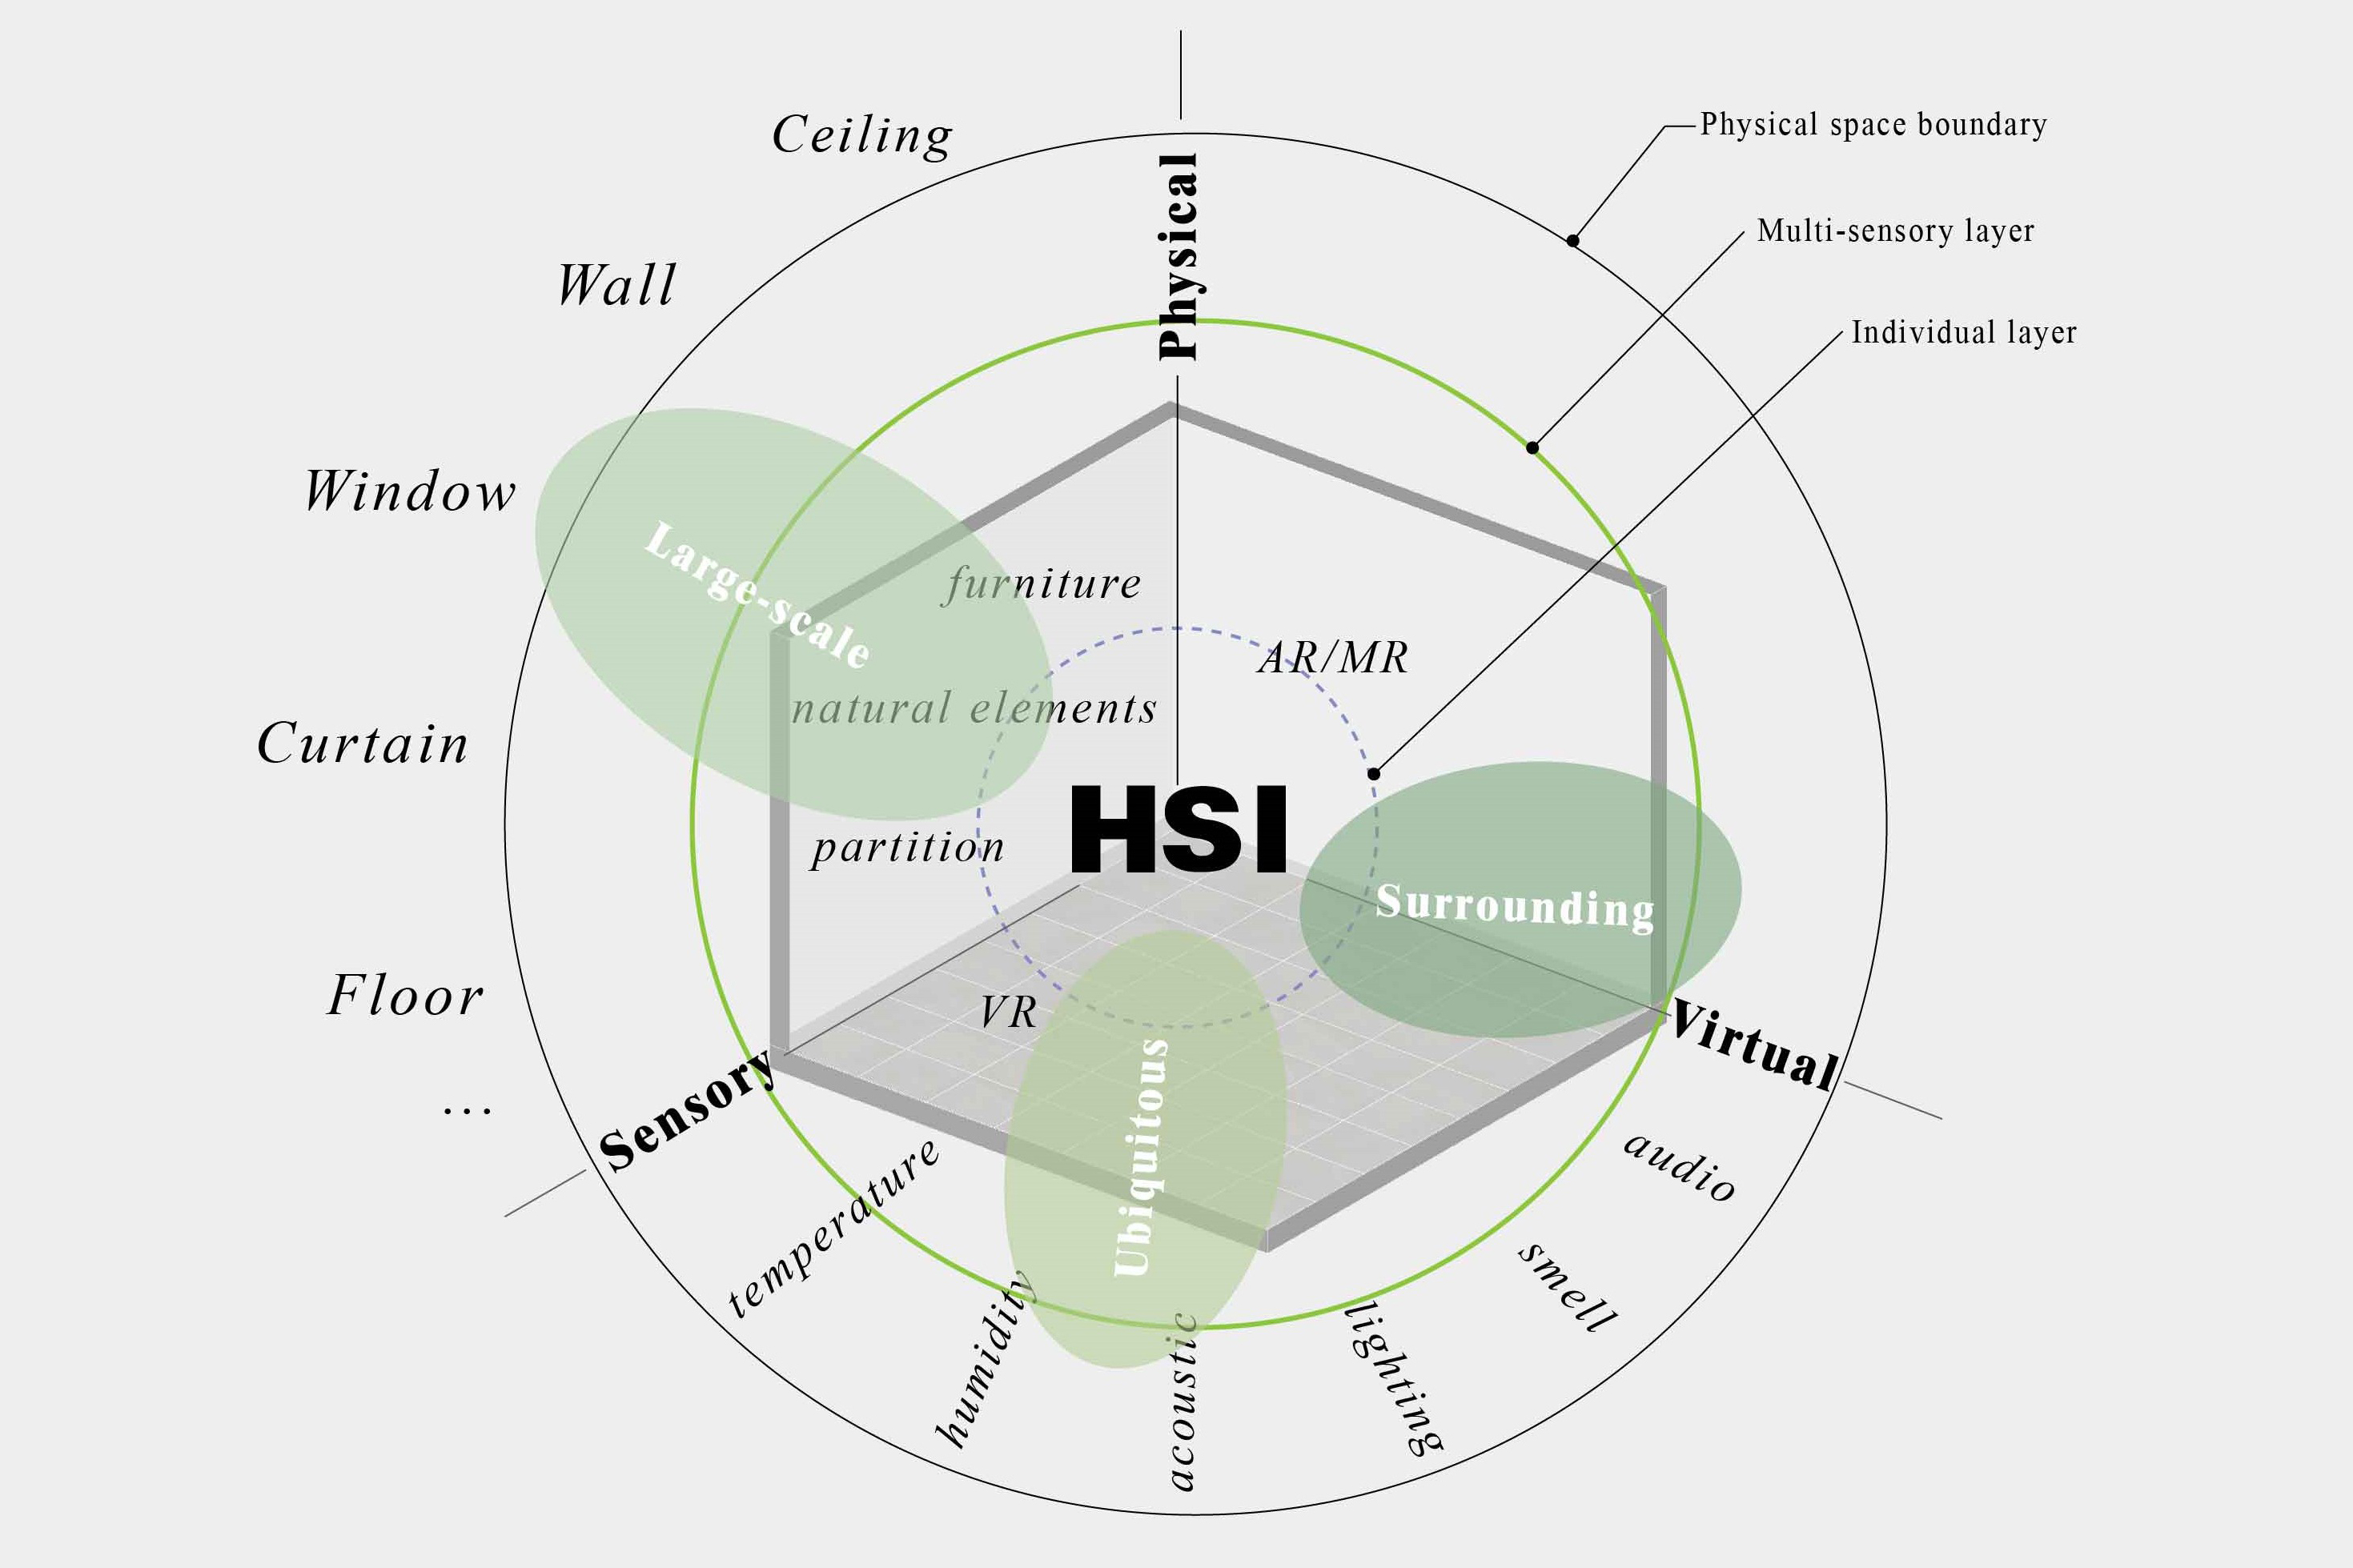 Ceiling
Physical space boundary
Wall
Physical
Multi-sensory layer
Individual layer
Window
Large-scale
furniture
AR/MR
natural elements
Curtain
HSI
partition
Surrounding
Floor
VR
Virtual
Sensory
...
Ubiquitous
temperature
humidity
acoustic
lighting
smell
audio